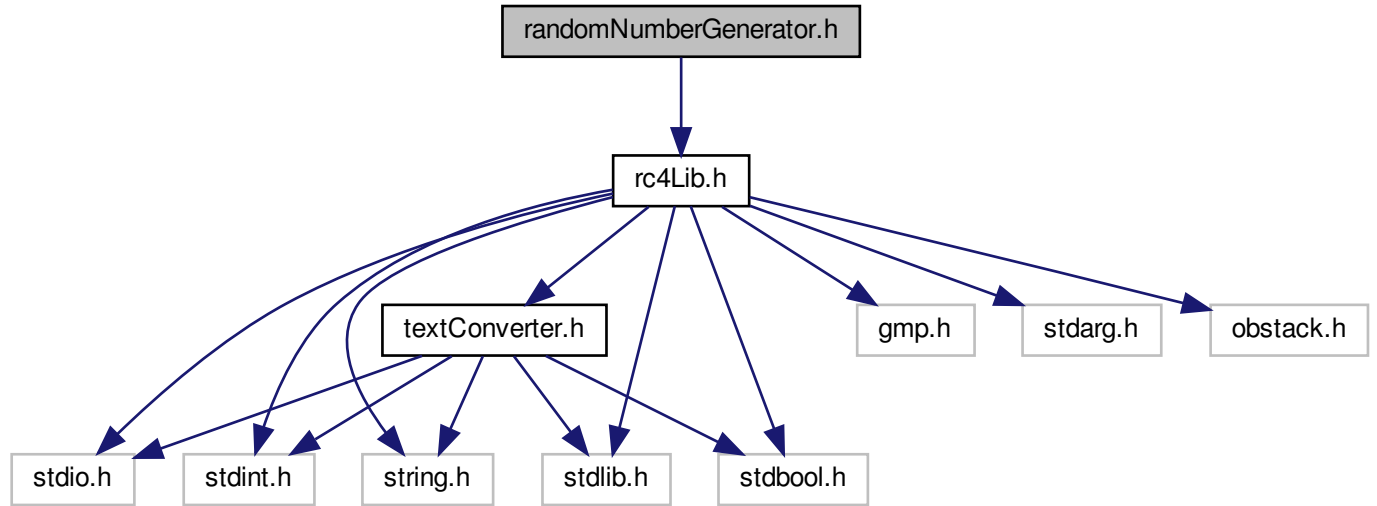 randomNumberGenerator.h
rc4Lib.h
textConverter.h
gmp.h
stdarg.h
obstack.h
stdio.h
stdint.h
string.h
stdlib.h
stdbool.h